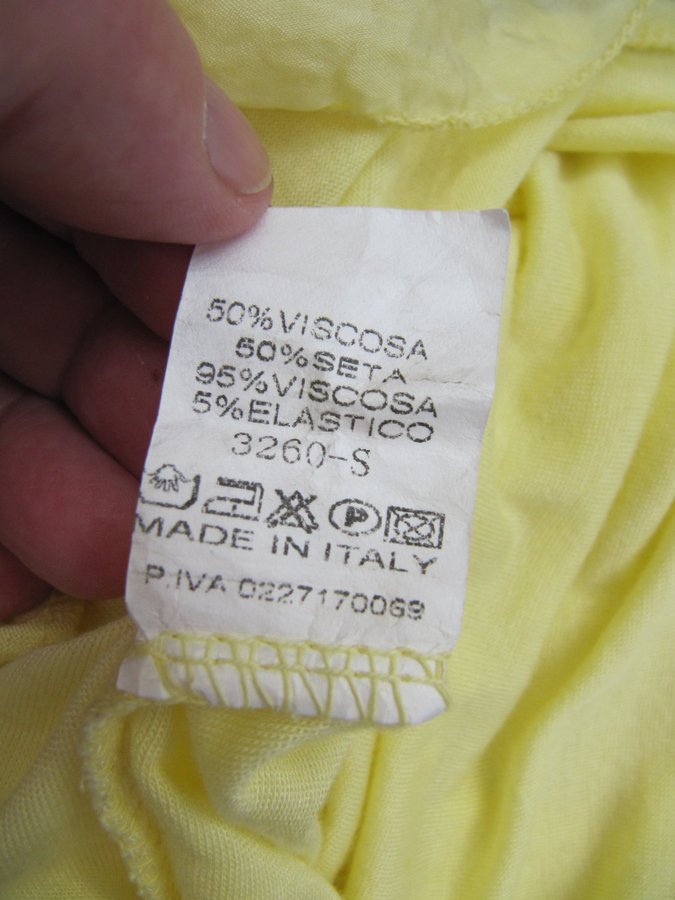 50% VISCOSA
50% SETA
95% VISCOSA
5% ELASTICO
3260-S
P
MADE IN ITALY
P.IVA 0227170069